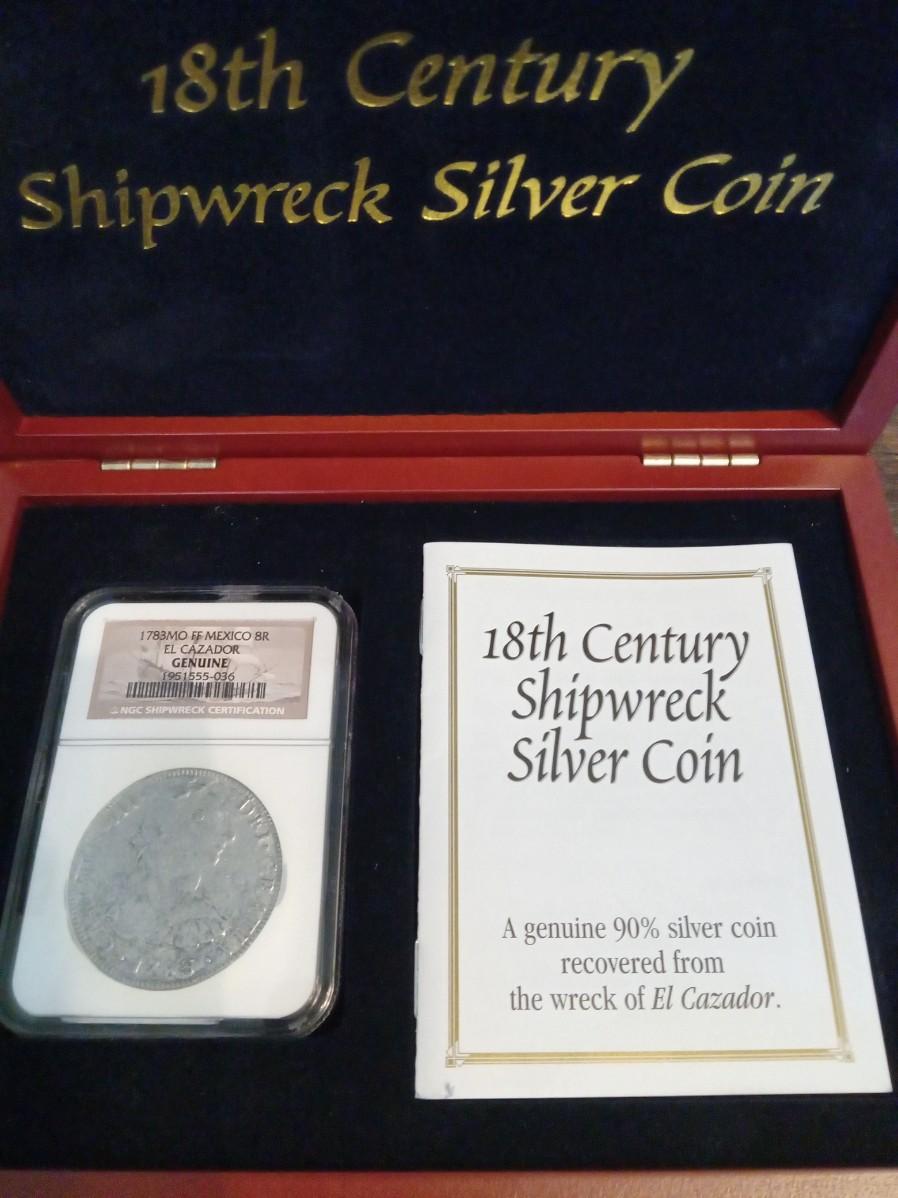 18th Century
Shipwreck Silver Coin
1783MO FF MEXICO 8R
EL CAZADOR
GENUINE
1951555-036
NGC SHIPWRECK CERTIFICATION
18th Century
Shipwreck
Silver Coin
A genuine 90% silver coin
recovered from
the wreck of El Cazador.